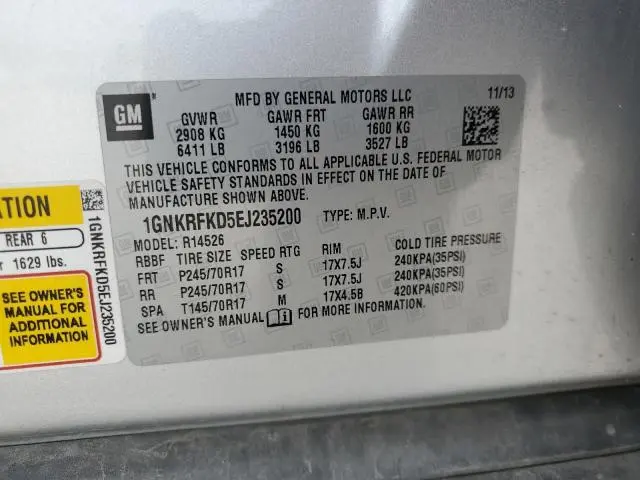 GM
MFD BY GENERAL MOTORS LLC 11/13
GVWR GAWR FRT GAWR RR
2908 KG 1450 KG 1600 KG
6411 LB 3196 LB 3527 LB
THIS VEHICLE CONFORMS TO ALL APPLICABLE U.S. FEDERAL MOTOR
VEHICLE SAFETY STANDARDS IN EFFECT ON THE DATE OF
MANUFACTURE SHOWN ABOVE.
1GNKRFKD5EJ235200 TYPE: M.P.V.
MODEL: R14526
RBBF TIRE SIZE SPEED RTG RIM COLD TIRE PRESSURE
FRT P245/70R17 S 17X7.5J 240KPA(35PSI)
RR P245/70R17 S 17X7.5J 240KPA(35PSI)
SPA T145/70R17 M 17X4.5B 420KPA(60PSI)
SEE OWNER'S MANUAL FOR MORE INFORMATION.
REAR 6
1629 lbs.
SEE OWNER'S
MANUAL FOR
ADDITIONAL
INFORMATION
1GNKRFKD5EJ235200